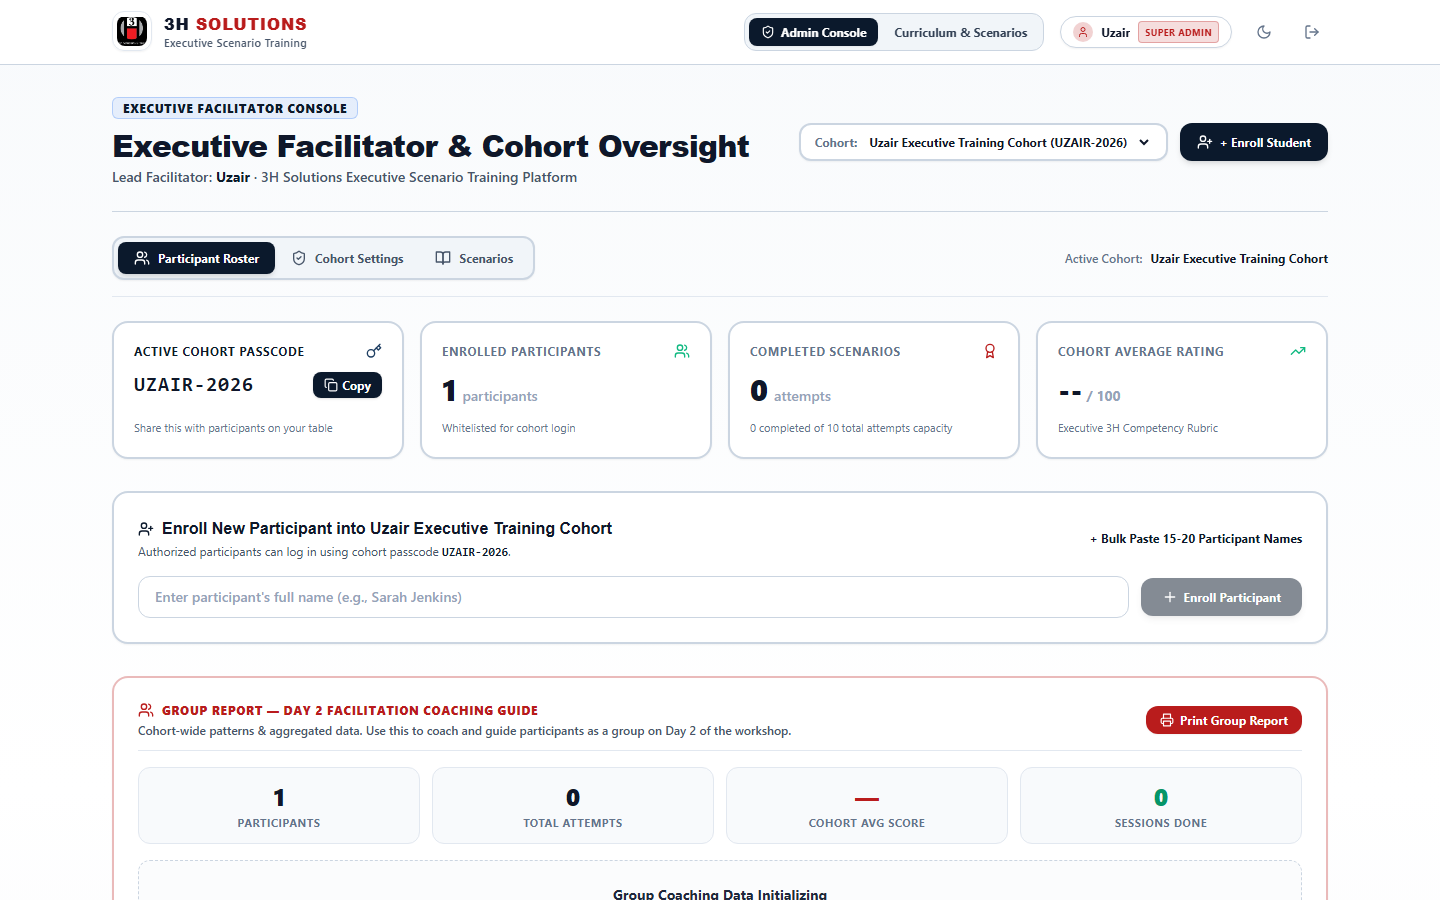 3H SOLUTIONS
Executive Scenario Training
Admin Console
Curriculum & Scenarios
Uzair
SUPER ADMIN
EXECUTIVE FACILITATOR CONSOLE
Executive Facilitator & Cohort Oversight
Lead Facilitator: Uzair · 3H Solutions Executive Scenario Training Platform
Cohort: Uzair Executive Training Cohort (UZAIR-2026)
+ Enroll Student
Participant Roster
Cohort Settings
Scenarios
Active Cohort: Uzair Executive Training Cohort
ACTIVE COHORT PASSCODE
UZAIR-2026
Copy
Share this with participants on your table
ENROLLED PARTICIPANTS
1 participants
Whitelisted for cohort login
COMPLETED SCENARIOS
0 attempts
0 completed of 10 total attempts capacity
COHORT AVERAGE RATING
-- / 100
Executive 3H Competency Rubric
Enroll New Participant into Uzair Executive Training Cohort
Authorized participants can log in using cohort passcode UZAIR-2026.
+ Bulk Paste 15-20 Participant Names
Enter participant's full name (e.g., Sarah Jenkins)
Enroll Participant
GROUP REPORT — DAY 2 FACILITATION COACHING GUIDE
Cohort-wide patterns & aggregated data. Use this to coach and guide participants as a group on Day 2 of the workshop.
Print Group Report
1
PARTICIPANTS
0
TOTAL ATTEMPTS
—
COHORT AVG SCORE
0
SESSIONS DONE
Group Coaching Data Initializing